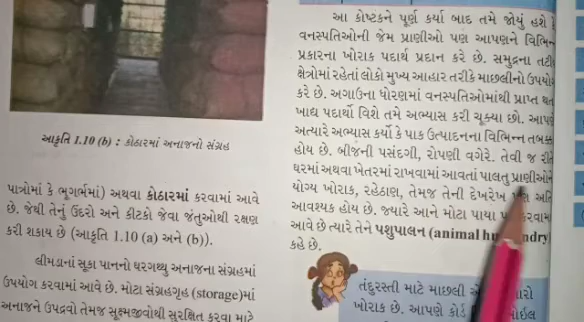 આકૃતિ 1.10 (b) : કોઠારમાં અનાજનો સંગ્રહ
પાત્રોમાં કે ભૂગર્ભમાં) અથવા કોઠારમાં કરવામાં આવે
છે. જેથી તેનું ઉંદરો અને કીટકો જેવા જંતુઓથી રક્ષણ
કરી શકાય છે (આકૃતિ 1.10 (a) અને (b)).
લીમડાનાં સૂકા પાનનો ઘરગથ્થુ અનાજના સંગ્રહમાં
ઉપયોગ કરવામાં આવે છે. મોટા સંગ્રહગૃહ (storage)માં
અનાજને ઉપદ્રવો તેમજ સૂક્ષ્મજીવોથી સુરક્ષિત કરવા માટે
આ કોષ્ટકને પૂર્ણ કર્યા બાદ તમે જોયું હશે કે
વનસ્પતિઓની જેમ પ્રાણીઓ પણ આપણને વિભિન્ન
પ્રકારના ખોરાક પદાર્થ પ્રદાન કરે છે. સમુદ્રના તટીય
ક્ષેત્રોમાં રહેતાં લોકો મુખ્ય આહાર તરીકે માછલીનો ઉપયોગ
કરે છે. અગાઉના ધોરણમાં વનસ્પતિઓમાંથી પ્રાપ્ત થતા
ખાદ્ય પદાર્થો વિશે તમે અભ્યાસ કરી ચૂક્યા છો. આપણે
અત્યારે અભ્યાસ કર્યો કે પાક ઉત્પાદનના વિભિન્ન તબક્કા
હોય છે. બીજની પસંદગી, રોપણી વગેરે. તેવી જ રીતે
ઘરમાં અથવા ખેતરમાં રાખવામાં આવતાં પાલતુ પ્રાણીઓને
યોગ્ય ખોરાક, રહેઠાણ, તેમજ તેની દેખરેખ પણ અતિ
આવશ્યક હોય છે. જ્યારે આને મોટા પાયા કરવામાં
આવે છે ત્યારે તેને પશુપાલન (animal
કહે છે.
તંદુરસ્તી માટે માછલી
ખોરાક છે. આપણે કોર્ડ